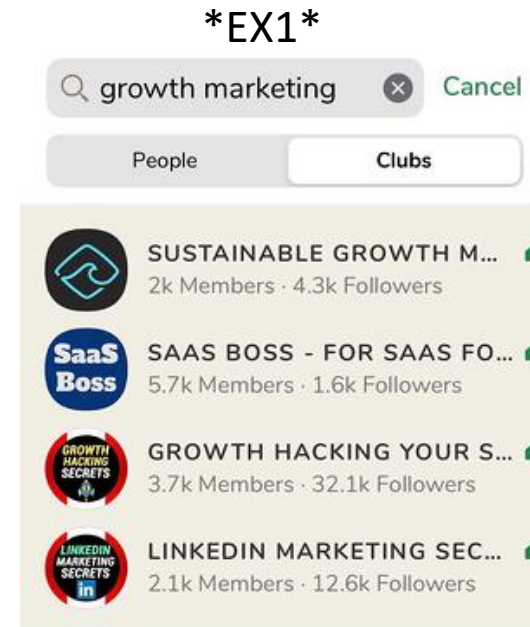 *EX1*
growth marketing
Cancel
People
Clubs
SUSTAINABLE GROWTH M...
2k Members · 4.3k Followers
SaaS
Boss
SAAS BOSS - FOR SAAS FO...
5.7k Members · 1.6k Followers
GROWTH
HACKING
SECRETS
GROWTH HACKING YOUR S...
3.7k Members · 32.1k Followers
LINKEDIN
MARKETING
SECRETS
in
LINKEDIN MARKETING SEC...
2.1k Members · 12.6k Followers